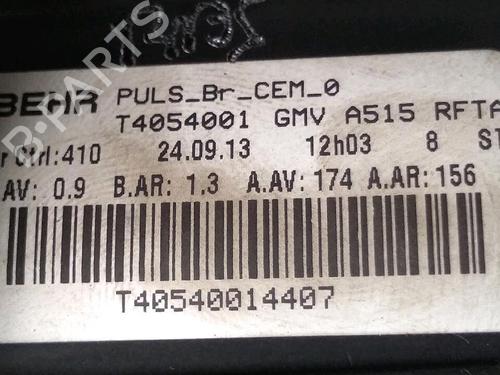 BEHR PULS_Br_CEM_0
T4054001 GMV A515 RFTA
r Ctrl:410 24.09.13 12h03 8 S
AV: 0.9 B.AR: 1.3 A.AV: 174 A.AR: 156
T40540014407
B-PARTS